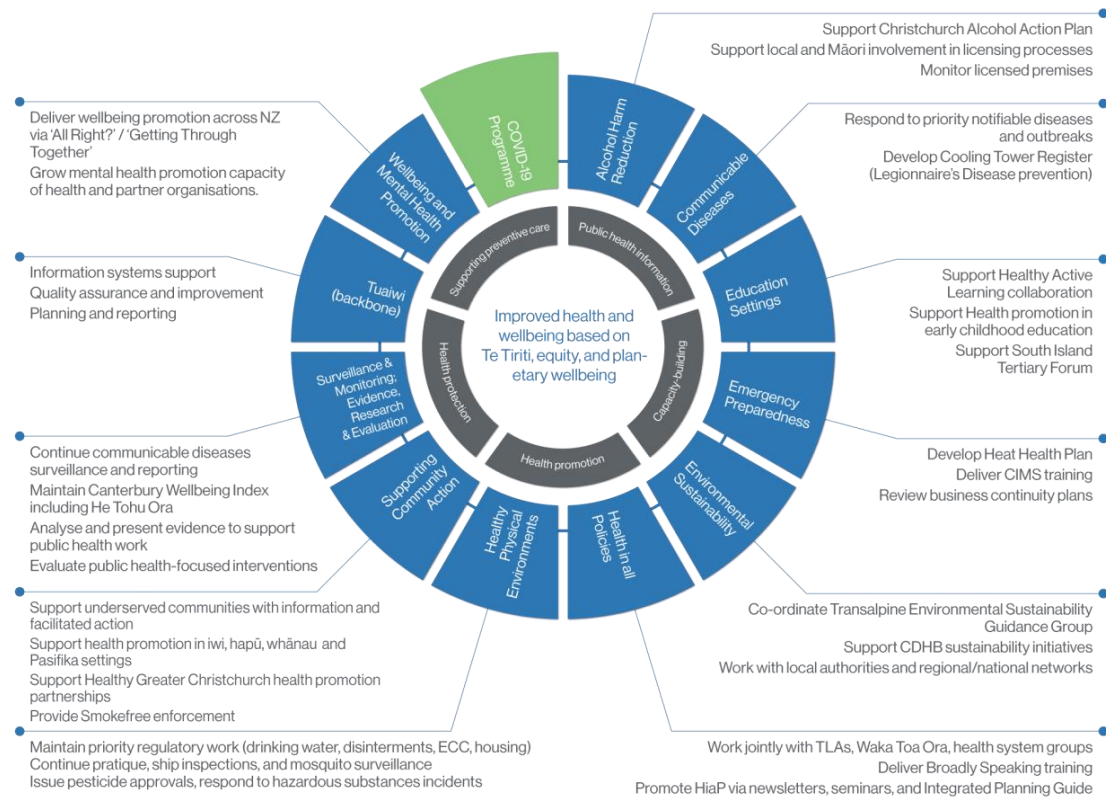 Support Christchurch Alcohol Action Plan
Support local and Māori involvement in licensing processes
Monitor licensed premises
Respond to priority notifiable diseases
and outbreaks
Develop Cooling Tower Register
(Legionnaire's Disease prevention)
Support Healthy Active
Learning collaboration
Support Health promotion in
early childhood education
Support South Island
Tertiary Forum
Develop Heat Health Plan
Deliver CIMS training
Review business continuity plans
Co-ordinate Transalpine Environmental Sustainability
Guidance Group
Support CDHB sustainability initiatives
Work with local authorities and regional/national networks
Work jointly with TLAs, Waka Toa Ora, health system groups
Deliver Broadly Speaking training
Promote HiaP via newsletters, seminars, and Integrated Planning Guide
Deliver wellbeing promotion across NZ
via 'All Right?' / 'Getting Through
Together'
Grow mental health promotion capacity
of health and partner organisations.
Information systems support
Quality assurance and improvement
Planning and reporting
Continue communicable diseases
surveillance and reporting
Maintain Canterbury Wellbeing Index
including He Tohu Ora
Analyse and present evidence to support
public health work
Evaluate public health-focused interventions
Support underserved communities with information and
facilitated action
Support health promotion in iwi, hapū, whānau and
Pasifika settings
Support Healthy Greater Christchurch health promotion
partnerships
Provide Smokefree enforcement
Maintain priority regulatory work (drinking water, disinterments, ECC, housing)
Continue pratique, ship inspections, and mosquito surveillance
Issue pesticide approvals, respond to hazardous substances incidents
COVID-19
Programme
Alcohol Harm
Reduction
Communicable
Diseases
Education
Settings
Emergency
Preparedness
Environmental
Sustainability
Health in all
Policies
Healthy
Physical
Environments
Supporting
Community
Action
Surveillance &
Monitoring;
Evidence,
Research
& Evaluation
Tuaiwi
(backbone)
Wellbeing and
Mental Health
Promotion
Supporting preventive care
Public health information
Capacity-building
Health promotion
Health protection
Improved health and
wellbeing based on
Te Tiriti, equity, and plan-
etary wellbeing